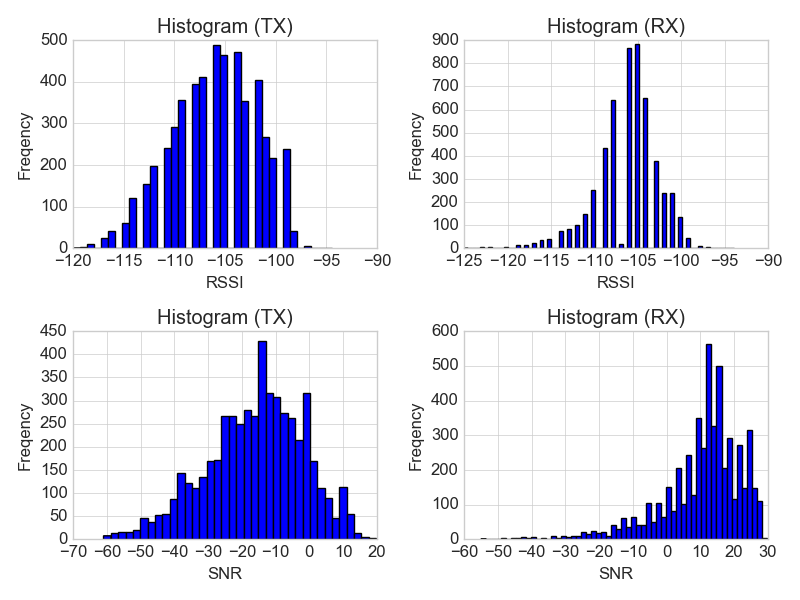 Histogram (TX)
500
400
300
200
100
0
Freqency
−120 −115 −110 −105 −100 −95 −90
RSSI
Histogram (RX)
900
800
700
600
500
400
300
200
100
0
Freqency
−125 −120 −115 −110 −105 −100 −95 −90
RSSI
Histogram (TX)
450
400
350
300
250
200
150
100
50
0
Freqency
−70 −60 −50 −40 −30 −20 −10 0 10 20
SNR
Histogram (RX)
600
500
400
300
200
100
0
Freqency
−60 −50 −40 −30 −20 −10 0 10 20 30
SNR